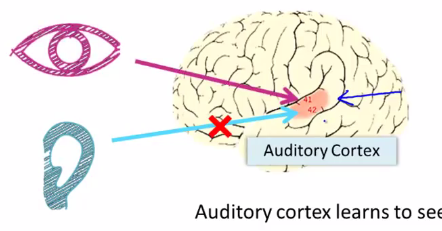 41
42
Auditory Cortex
Auditory cortex learns to see